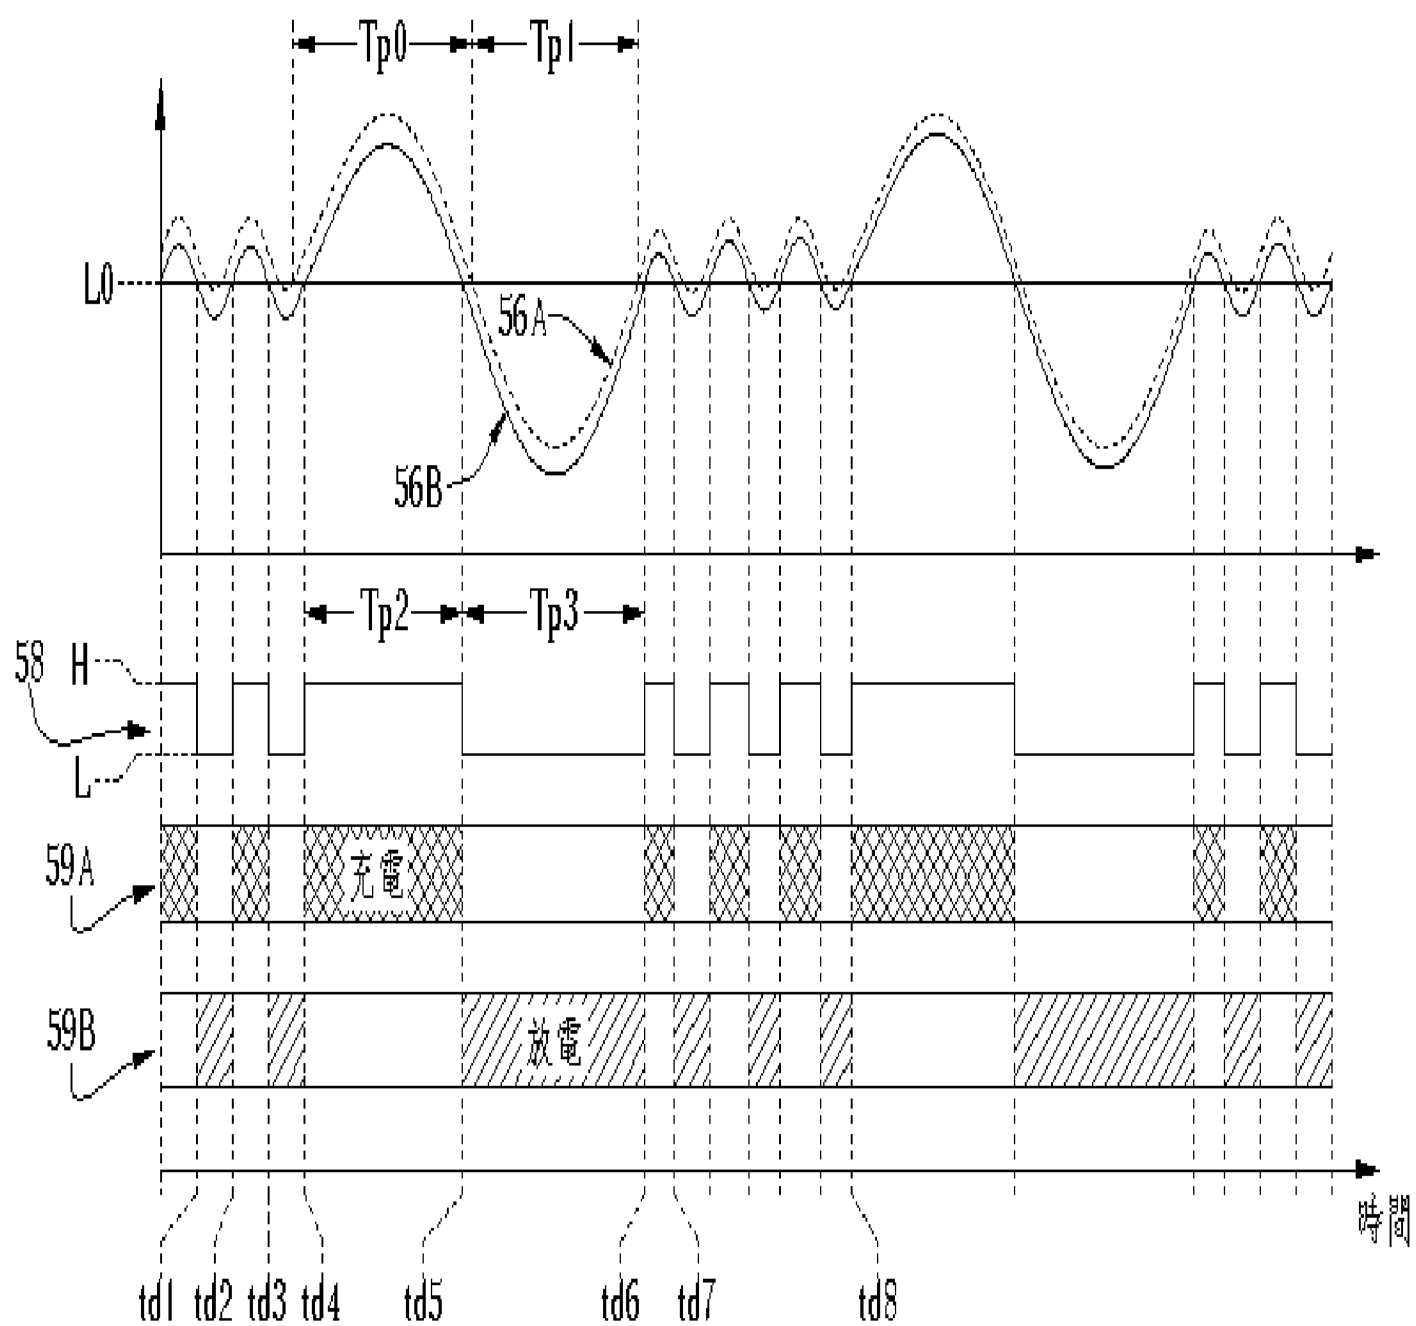 Tp0 Tp1
L0
56A
56B
Tp2 Tp3
58 H
L
59A 充電
59B 放電
時間
td1 td2 td3 td4 td5 td6 td7 td8